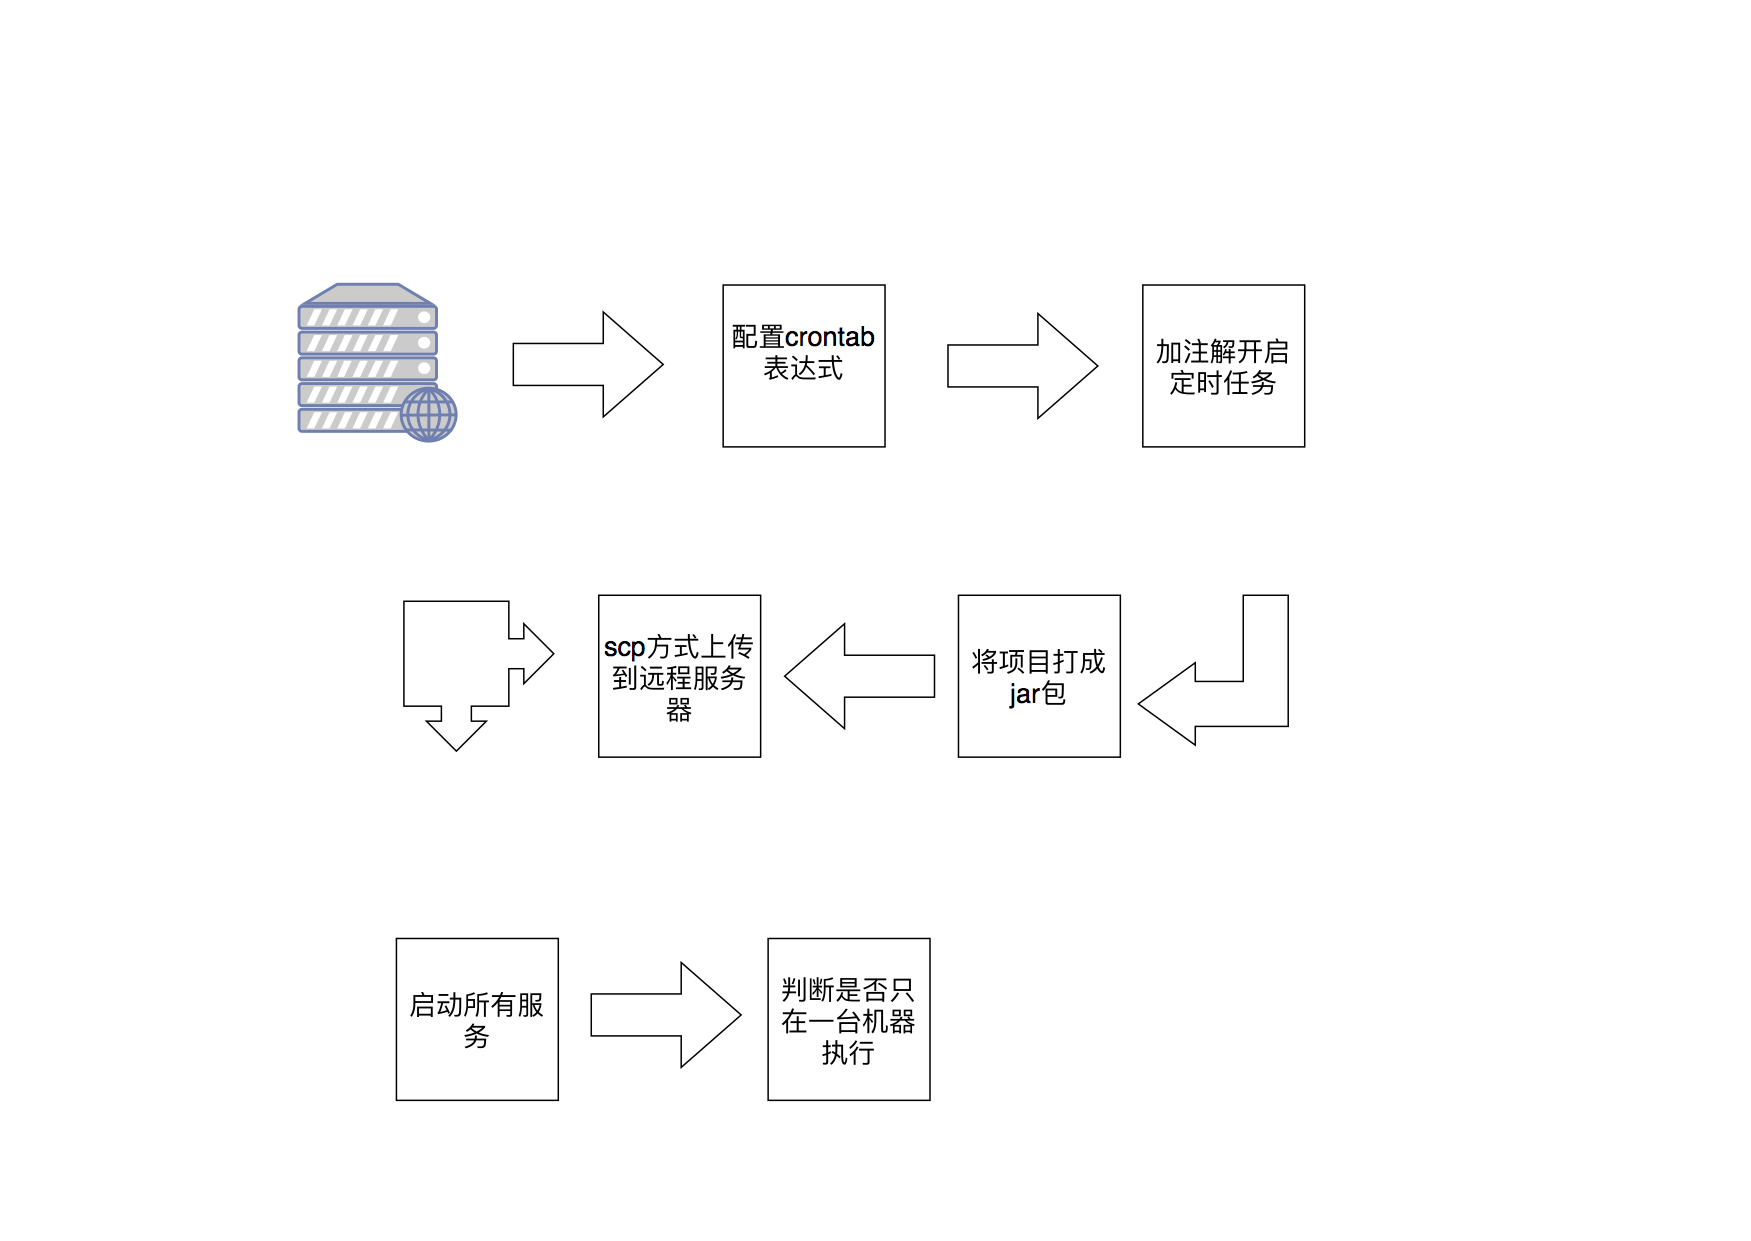 配置crontab
表达式
加注解开启
定时任务
scp方式上传
到远程服务
器
将项目打成
jar包
启动所有服
务
判断是否只
在一台机器
执行